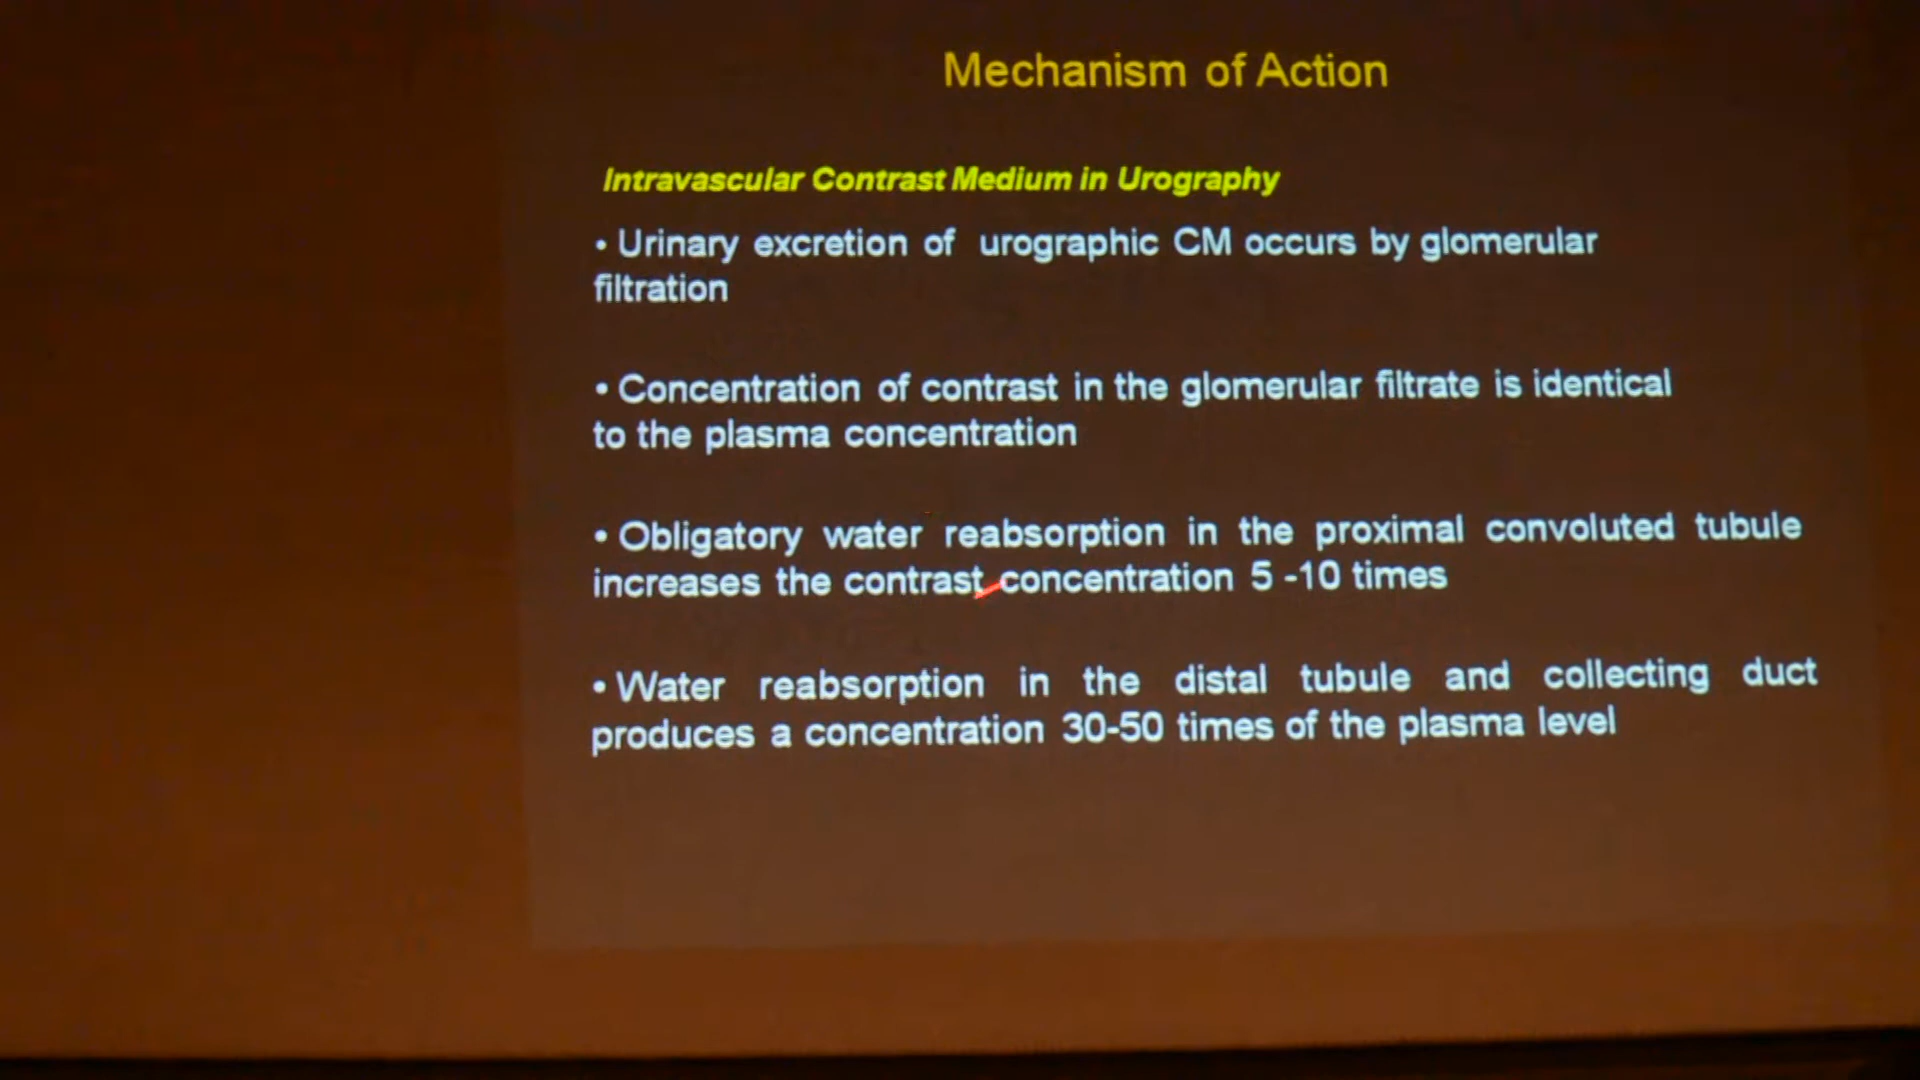 Mechanism of Action
Intravascular Contrast Medium in Urography
• Urinary excretion of urographic CM occurs by glomerular
filtration
• Concentration of contrast in the glomerular filtrate is identical
to the plasma concentration
• Obligatory water reabsorption in the proximal convoluted tubule
increases the contrast concentration 5 -10 times
• Water reabsorption in the distal tubule and collecting duct
produces a concentration 30-50 times of the plasma level